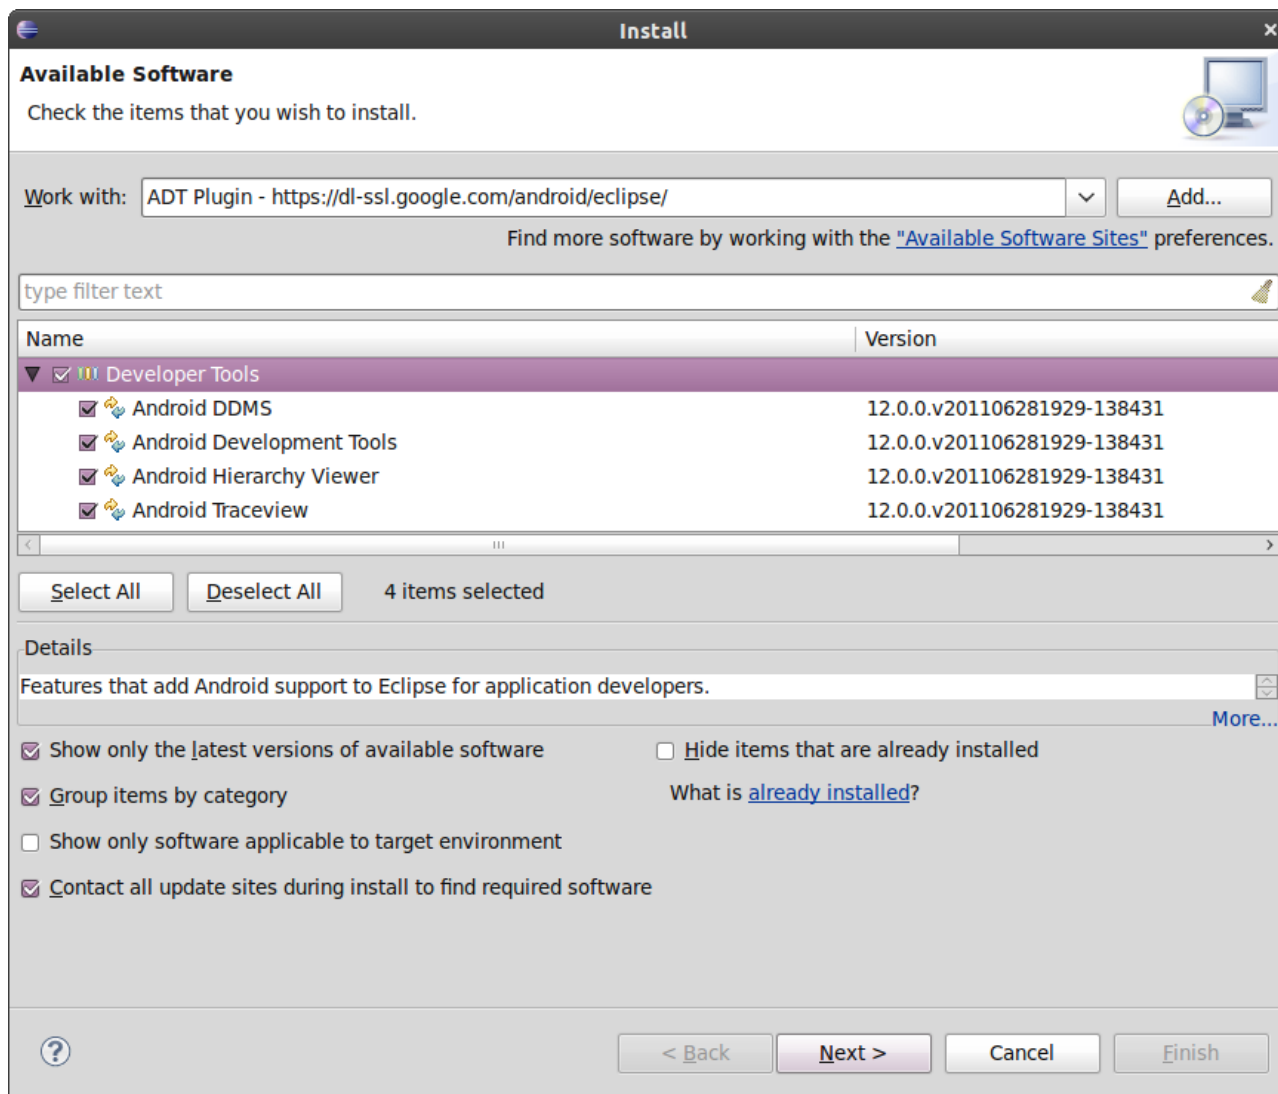 Install
Available Software
Check the items that you wish to install.
Work with: ADT Plugin - https://dl-ssl.google.com/android/eclipse/ Add...
Find more software by working with the "Available Software Sites" preferences.
type filter text
Name Version
Developer Tools
Android DDMS 12.0.0.v201106281929-138431
Android Development Tools 12.0.0.v201106281929-138431
Android Hierarchy Viewer 12.0.0.v201106281929-138431
Android Traceview 12.0.0.v201106281929-138431
Select All Deselect All 4 items selected
Details
Features that add Android support to Eclipse for application developers.
More...
Show only the latest versions of available software Hide items that are already installed
Group items by category What is already installed?
Show only software applicable to target environment
Contact all update sites during install to find required software
? < Back Next > Cancel Finish